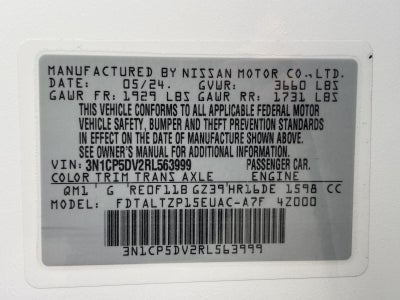 MANUFACTURED BY NISSAN MOTOR CO., LTD.
DATE: 05/24. GVWR: 3660 LBS
GAWR FR: 1929 LBS GAWR RR: 1731 LBS
THIS VEHICLE CONFORMS TO ALL APPLICABLE FEDERAL MOTOR
VEHICLE SAFETY, BUMPER AND THEFT PREVENTION STANDARDS
IN EFFECT ON THE DATE OF MANUFACTURE SHOWN ABOVE.
SEE OWNER'S MANUAL FOR ADDITIONAL INFORMATION.
VIN: 3N1CP5DV2RL563999 PASSENGER CAR.
COLOR TRIM TRANS AXLE ENGINE
QM1 G RE0F11B GZ39 HR16DE 1598 CC
MODEL: FDTALTZP15EUAC-A7F 4Z000
3N1CP5DV2RL563999